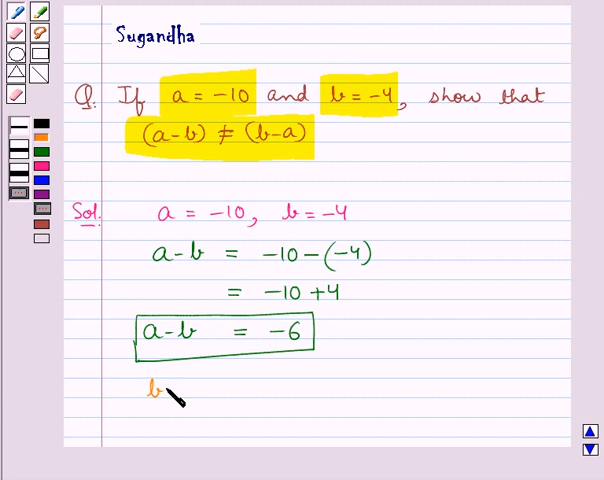 Sugandha
Q. If a = -10 and b = -4, show that
(a-b) ≠ (b-a)
Sol. a = -10, b = -4
a-b = -10-(-4)
= -10+4
a-b = -6
b